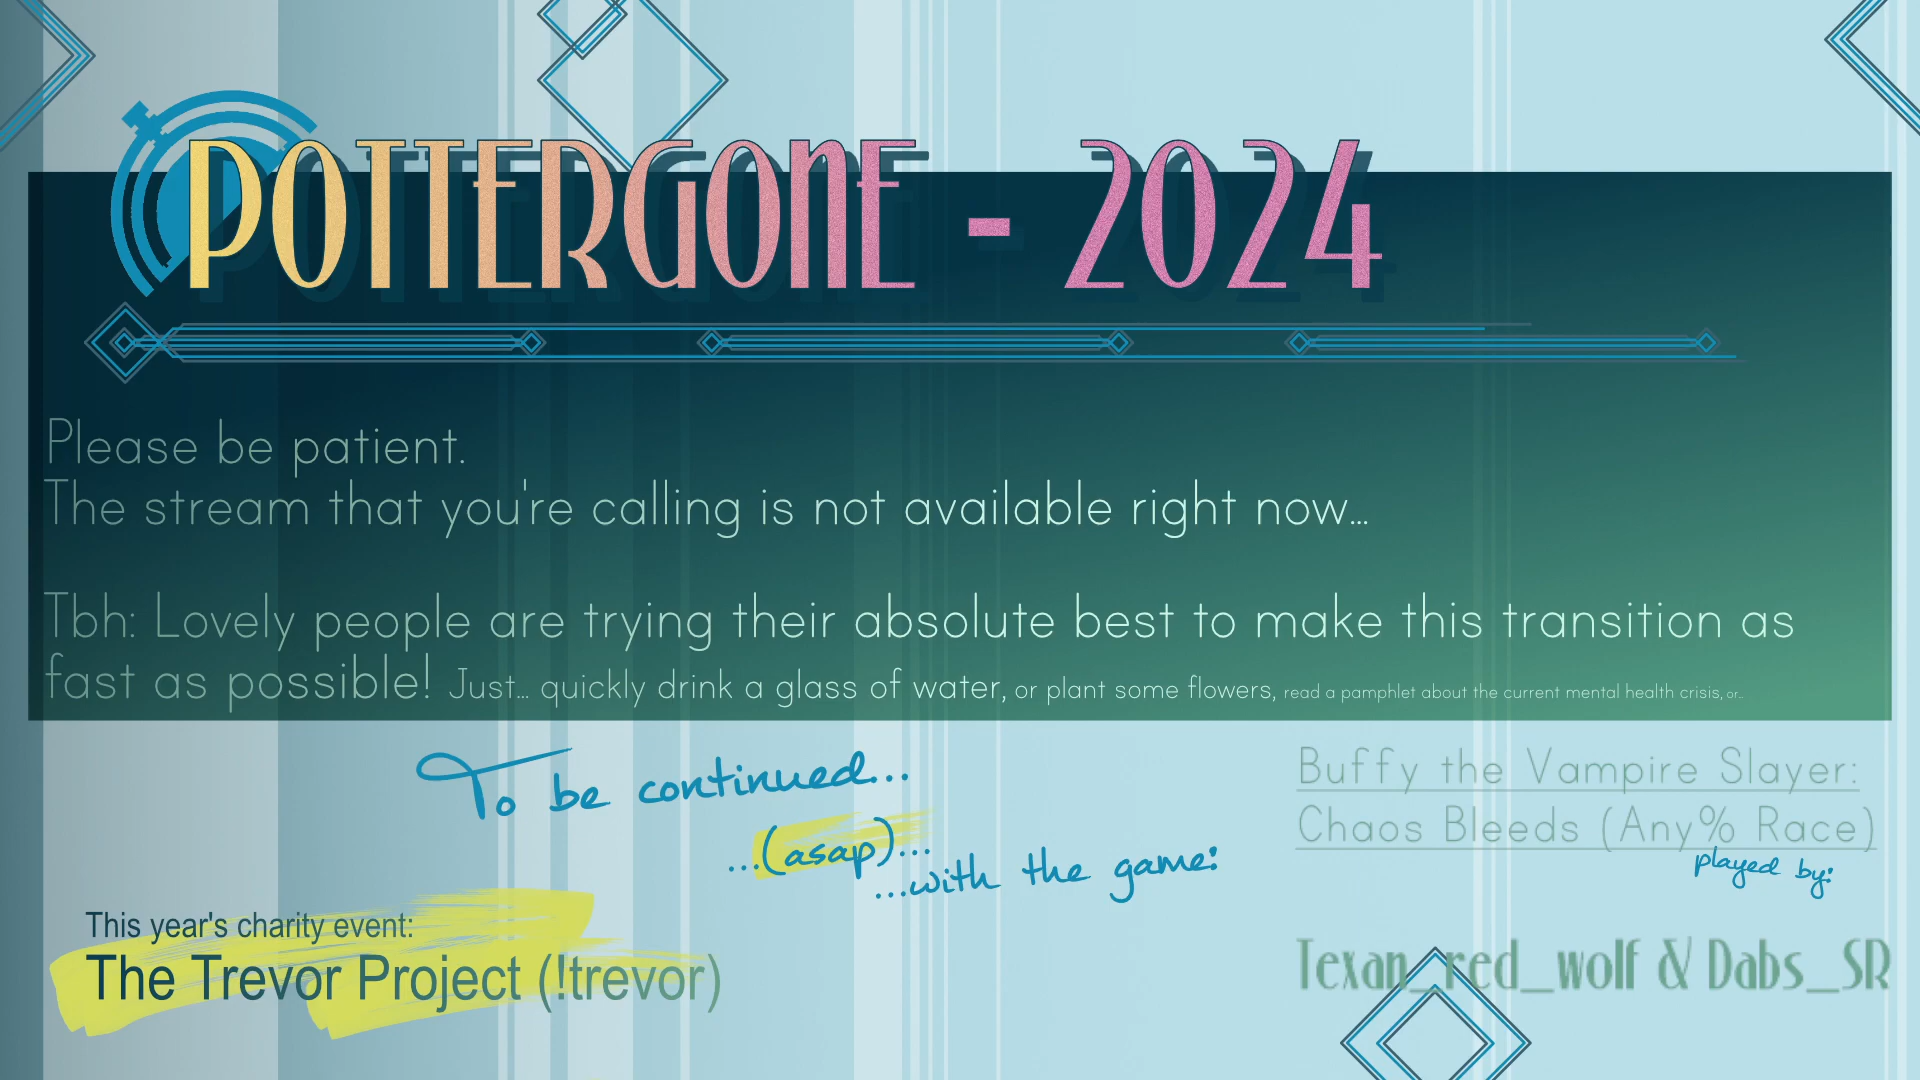 POTTERGONE - 2024
Please be patient.
The stream that you're calling is not available right now...
Tbh: Lovely people are trying their absolute best to make this transition as
fast as possible! Just... quickly drink a glass of water, or plant some flowers, read a pamphlet about the current mental health crisis, or...
To be continued...
...(asap)...
...with the game:
Buffy the Vampire Slayer:
Chaos Bleeds (Any% Race)
played by:
This year's charity event:
The Trevor Project (!trevor)
Texan_red_wolf & Dabs_SR